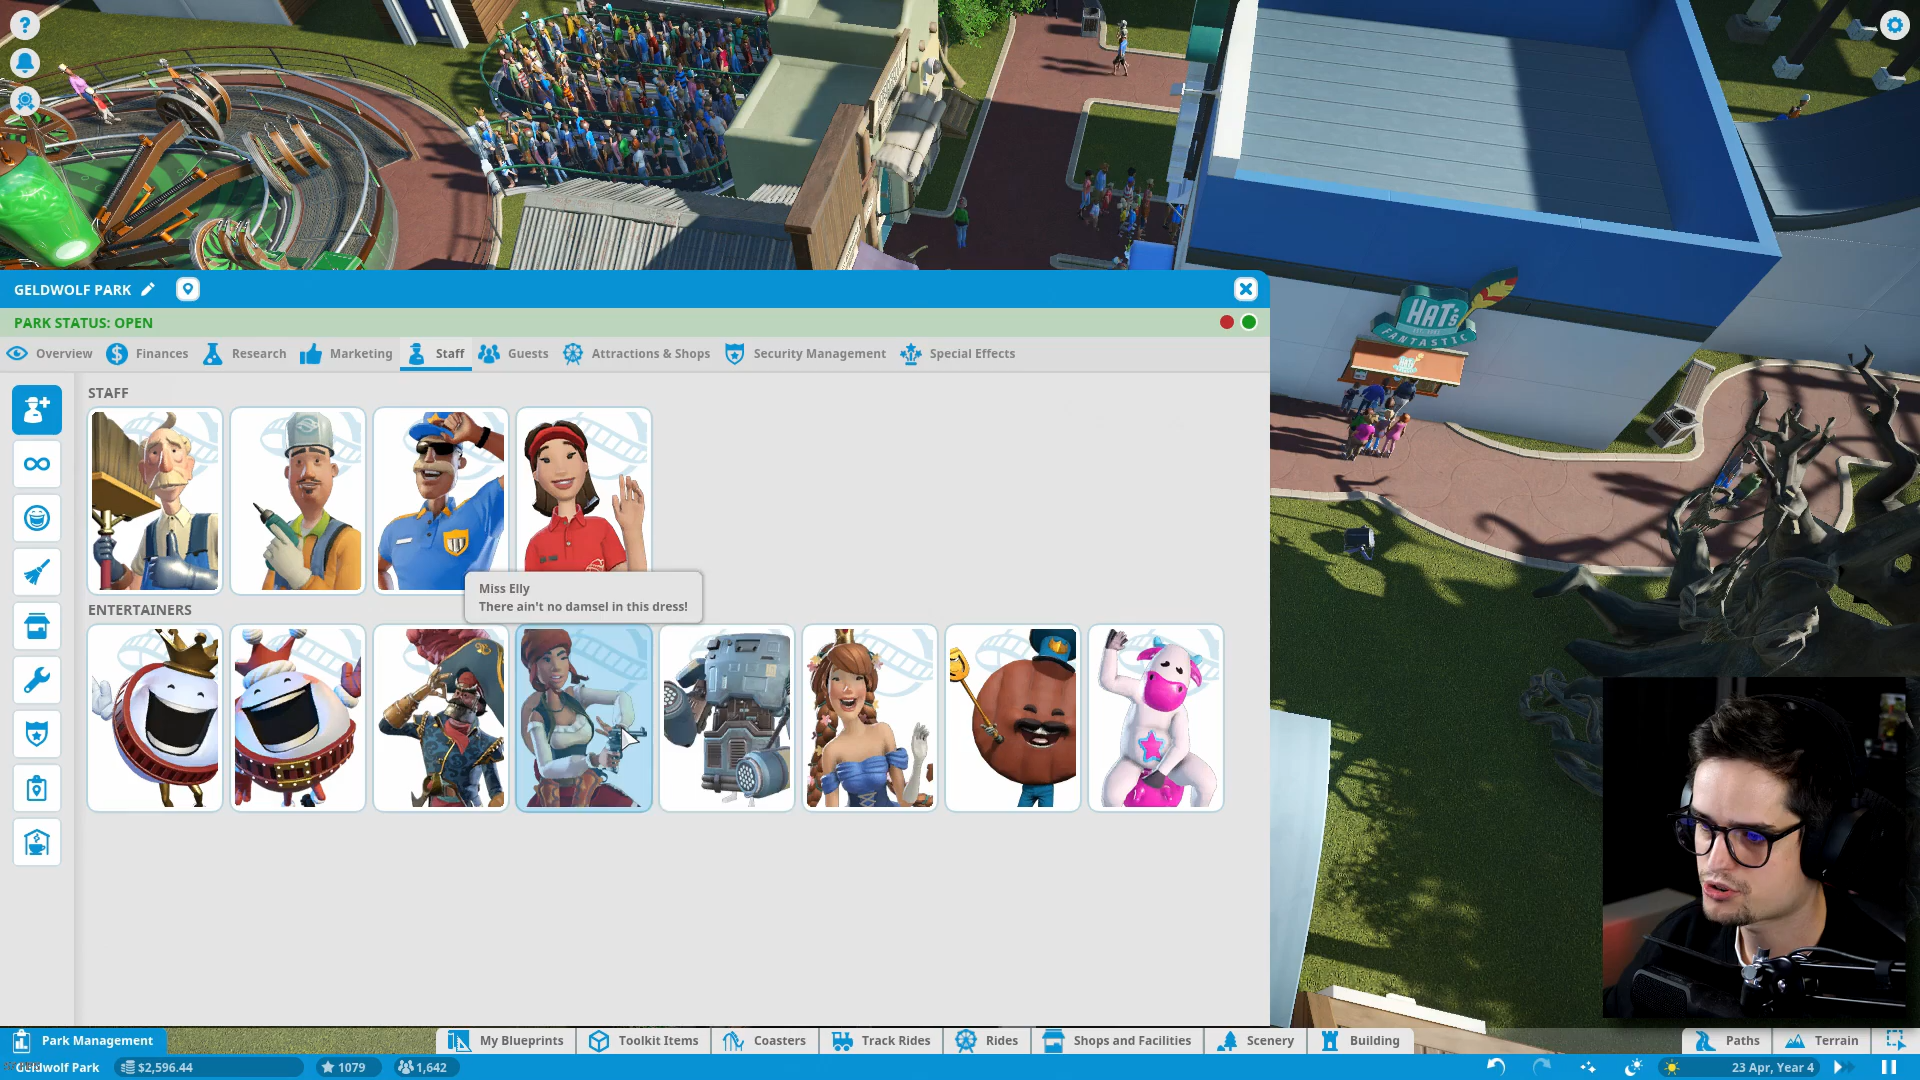 HATS
FANTASTIC
GELDWOLF PARK
PARK STATUS: OPEN
Overview
Finances
Research
Marketing
Staff
Guests
Attractions & Shops
Security Management
Special Effects
STAFF
Miss Elly
There ain't no damsel in this dress!
ENTERTAINERS
Park Management
My Blueprints
Toolkit Items
Coasters
Track Rides
Rides
Shops and Facilities
Scenery
Building
Paths
Terrain
Geldwolf Park
$2,596.44
1079
1,642
23 Apr, Year 4